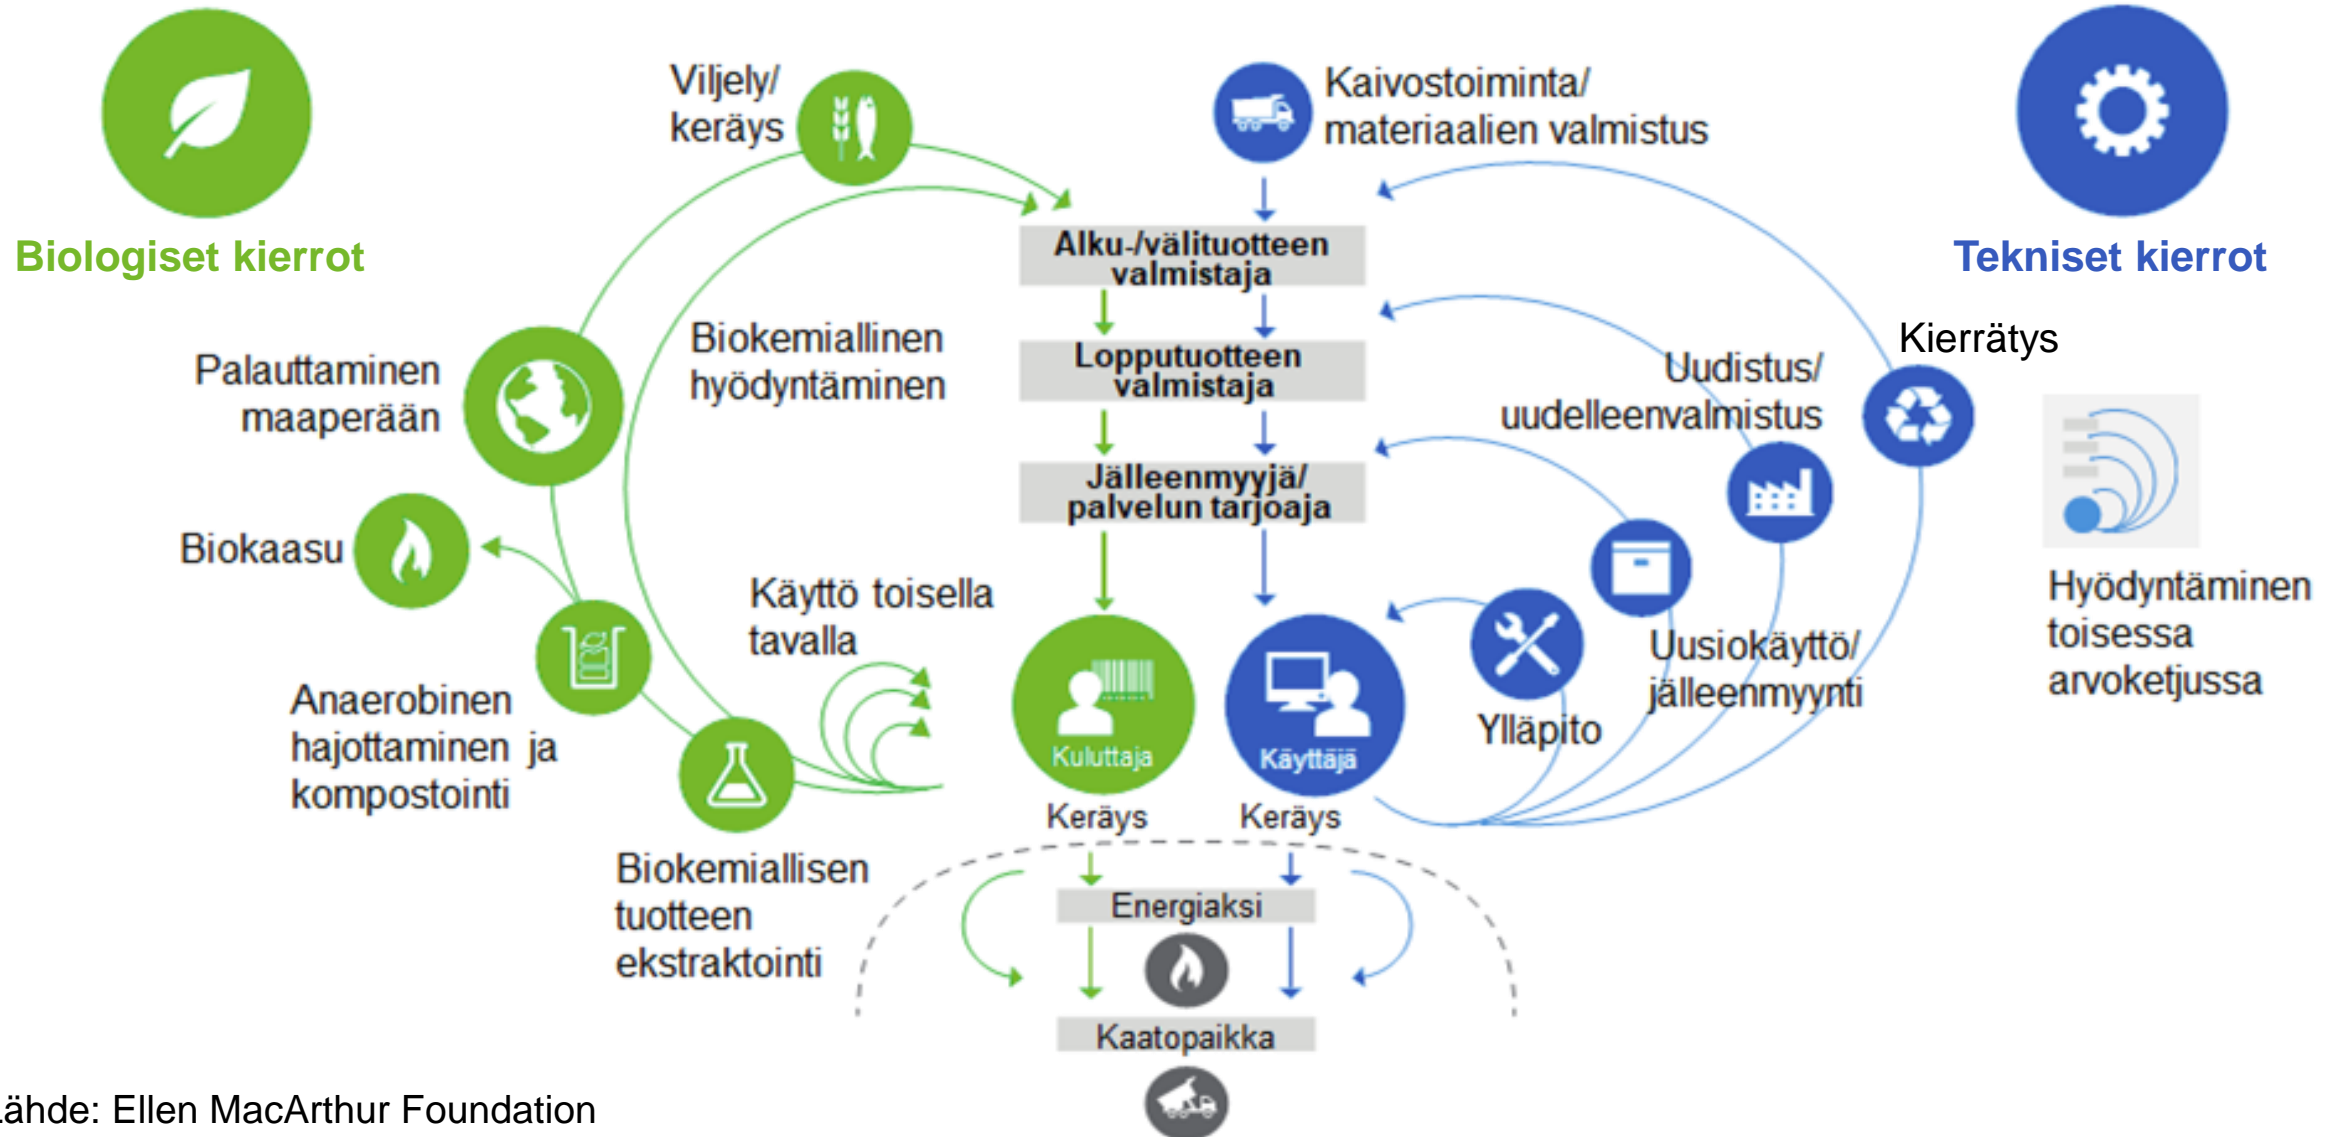 Viljely/
keräys
Kaivostoiminta/
materiaalien valmistus
Biologiset kierrot
Tekniset kierrot
Alku-/välituotteen
valmistaja
Biokemiallinen
hyödyntäminen
Lopputuotteen
valmistaja
Kierrätys
Uudistus/
uudelleenvalmistus
Palauttaminen
maaperään
Jälleenmyyjä/
palvelun tarjoaja
Biokaasu
Käyttö toisella
tavalla
Hyödyntäminen
toisessa
arvoketjussa
Uusiokäyttö/
jälleenmyynti
Ylläpito
Anaerobinen
hajottaminen ja
kompostointi
Kuluttaja
Käyttäjä
Keräys
Keräys
Biokemiallisen
tuotteen
ekstraktointi
Energiaksi
Kaatopaikka
Lähde: Ellen MacArthur Foundation